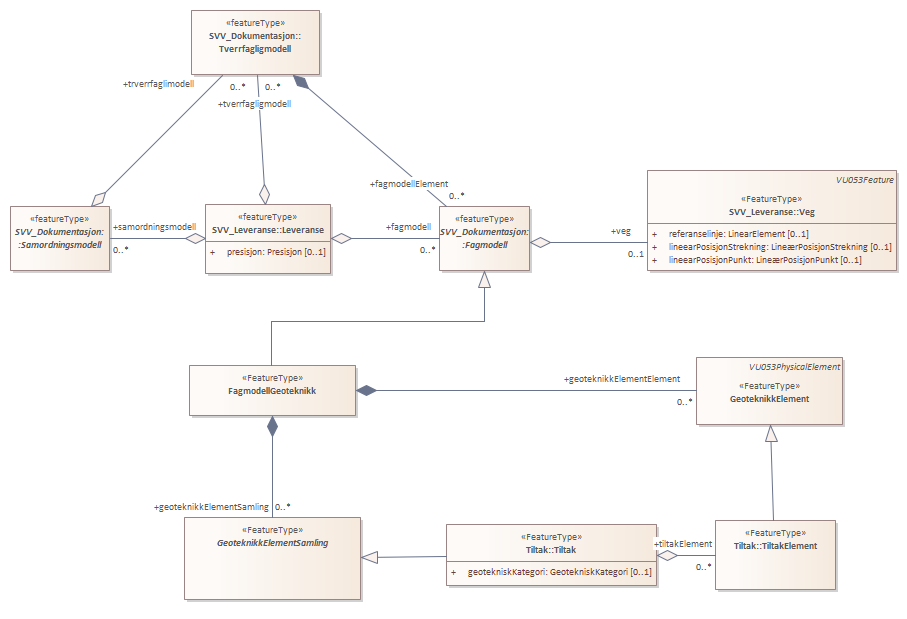 «featureType»
SVV_Dokumentasjon::
Tverrfagligmodell
+trverrfaglimodell
0..*
0..*
+tverrfagligmodell
+fagmodellElement
0..*
VU053Feature
«FeatureType»
SVV_Leveranse::Veg
+ referanselinje: LinearElement [0..1]
+ lineearPosisjonStrekning: LineærPosisjonStrekning [0..1]
+ lineeærPosisjonPunkt: LineærPosisjonPunkt [0..1]
«featureType»
SVV_Dokumentasjon:
:Samordningsmodell
+samordningsmodell
0..*
«featureType»
SVV_Leveranse::Leveranse
+ presisjon: Presisjon [0..1]
+fagmodell
0..*
«featureType»
SVV_Dokumentasjon:
:Fagmodell
+veg
0..1
«FeatureType»
FagmodellGeoteknikk
+geoteknikkElementElement
0..*
VU053PhysicalElement
«FeatureType»
GeoteknikkElement
+geoteknikkElementSamling
0..*
«FeatureType»
GeoteknikkElementSamling
«FeatureType»
Tiltak::Tiltak
+ geotekniskKategori: GeotekniskKategori [0..1]
+tiltakElement
0..*
«FeatureType»
Tiltak::TiltakElement